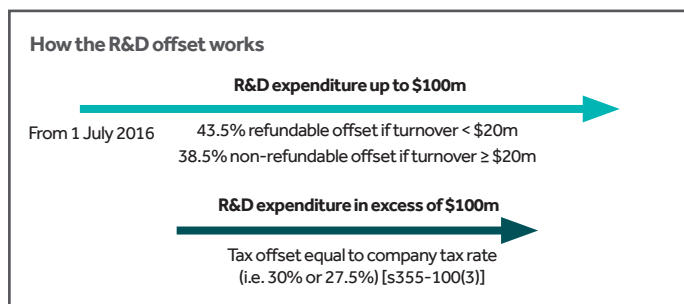 How the R&D offset works
R&D expenditure up to $100m
From 1 July 2016
43.5% refundable offset if turnover < $20m
38.5% non-refundable offset if turnover ≥ $20m
R&D expenditure in excess of $100m
Tax offset equal to company tax rate
(i.e. 30% or 27.5%) [s355-100(3)]